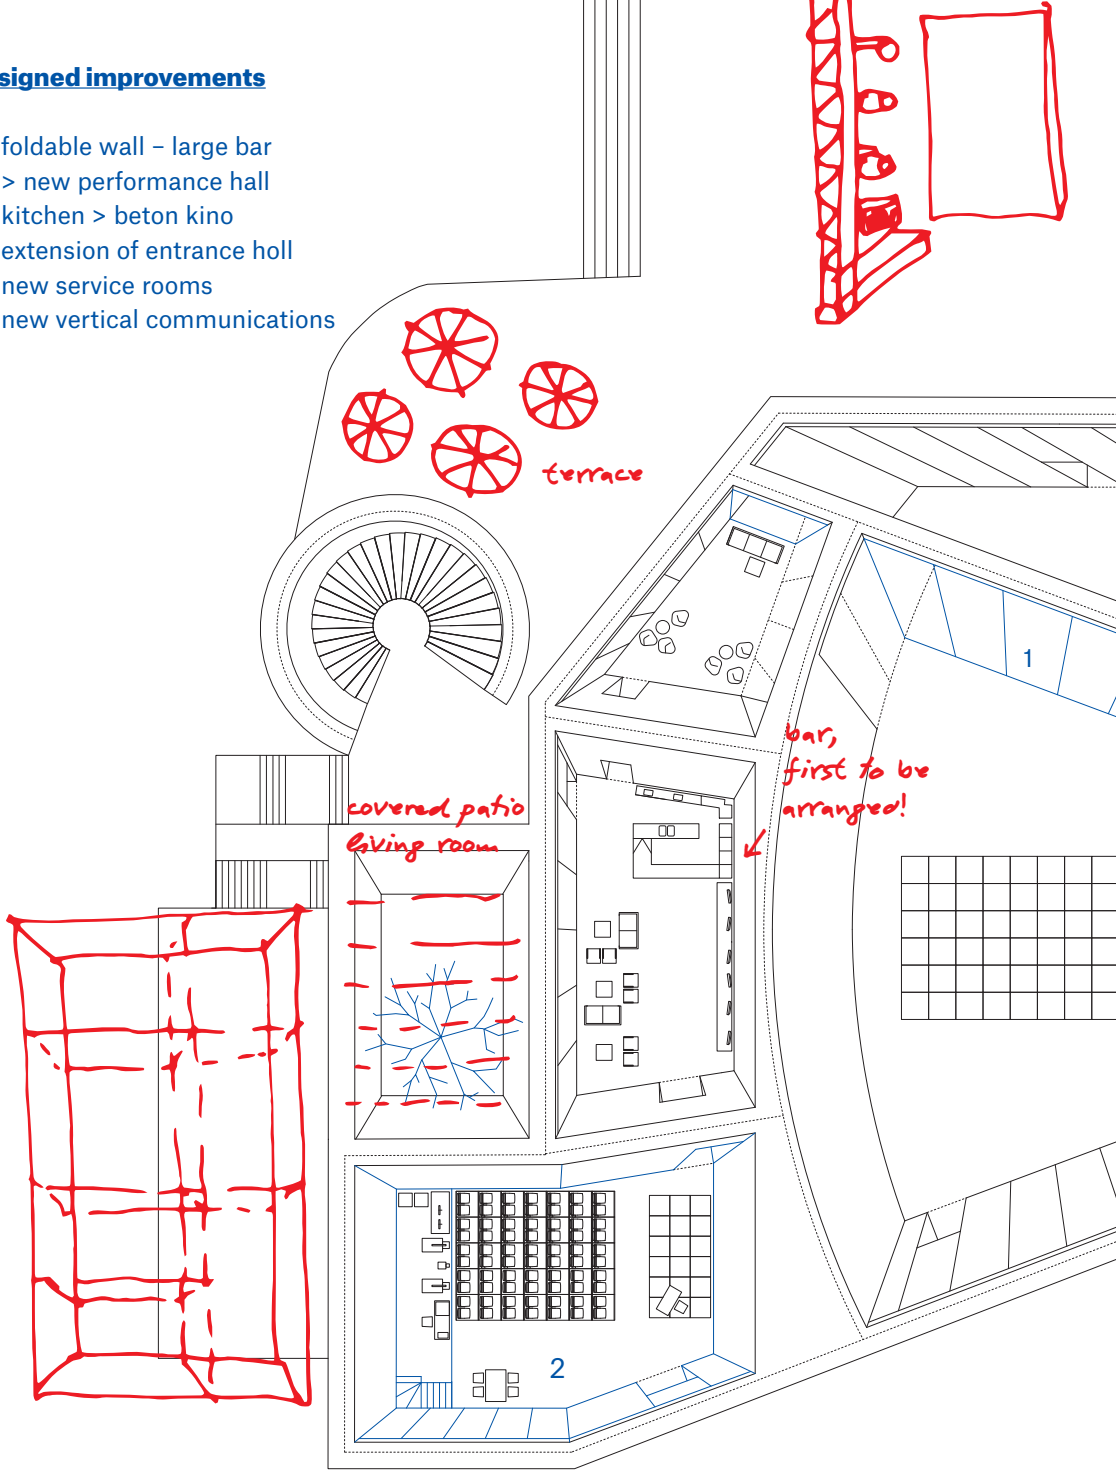 signed improvements
foldable wall – large bar
> new performance hall
kitchen > beton kino
extension of entrance holl
new service rooms
new vertical communications
terrace
1
bar,
first to be
arranged!
covered patio
living room
2